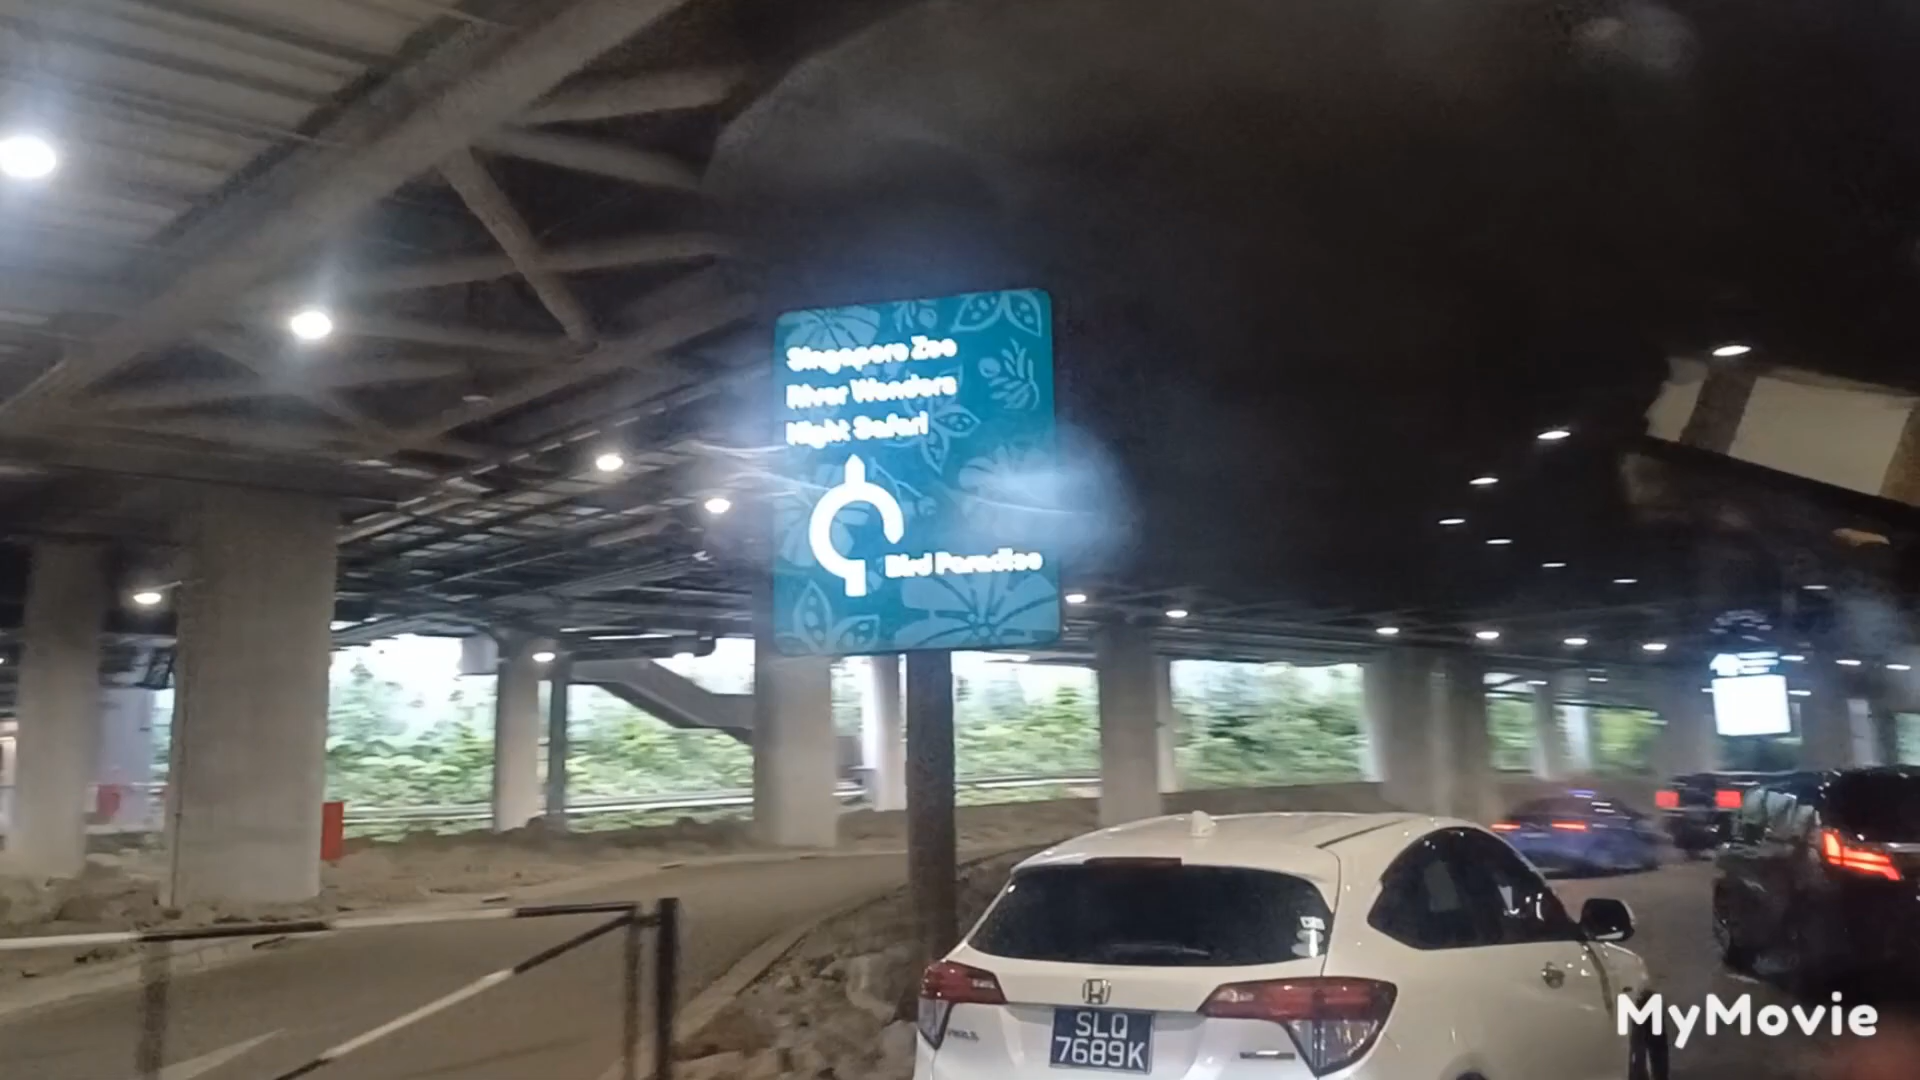 Singapore Zoo
River Wonders
Night Safari
Bird Paradise
SLQ
7689K
MyMovie